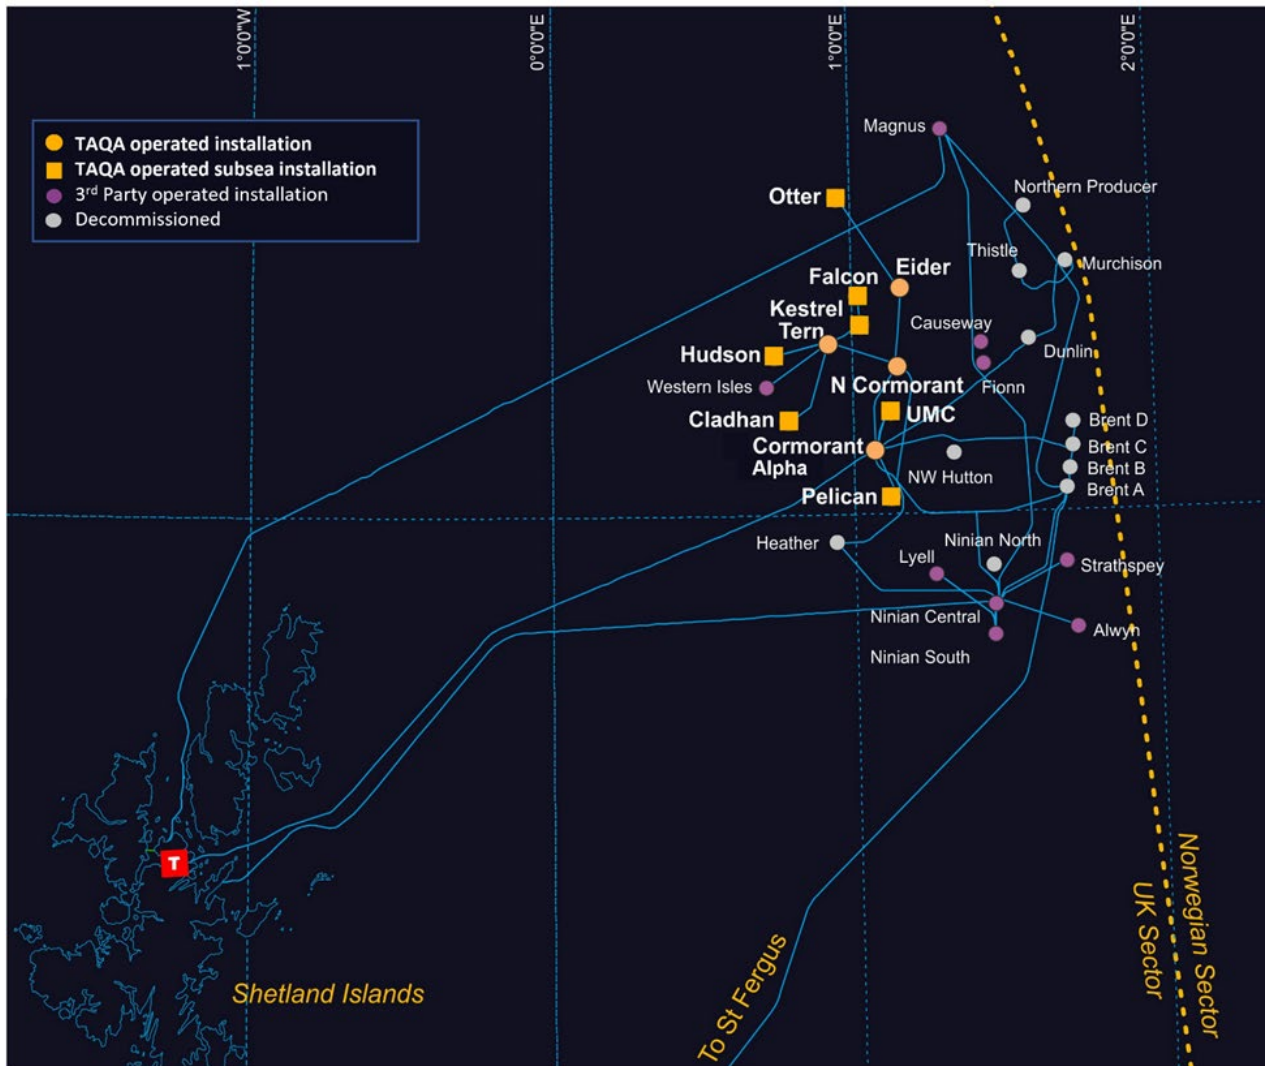 1°0'0"W
0°0'0"E
1°0'0"E
2°0'0"E
TAQA operated installation
TAQA operated subsea installation
3rd Party operated installation
Decommissioned
Magnus
Northern Producer
Otter
Thistle
Murchison
Eider
Falcon
Kestrel
Tern
Causeway
Dunlin
Hudson
Western Isles
N Cormorant
Fionn
Cladhan
UMC
Brent D
Cormorant
Alpha
Brent C
Brent B
NW Hutton
Brent A
Pelican
Heather
Ninian North
Lyell
Strathspey
Ninian Central
Alwyn
Ninian South
T
Shetland Islands
To St Fergus
UK Sector
Norwegian Sector